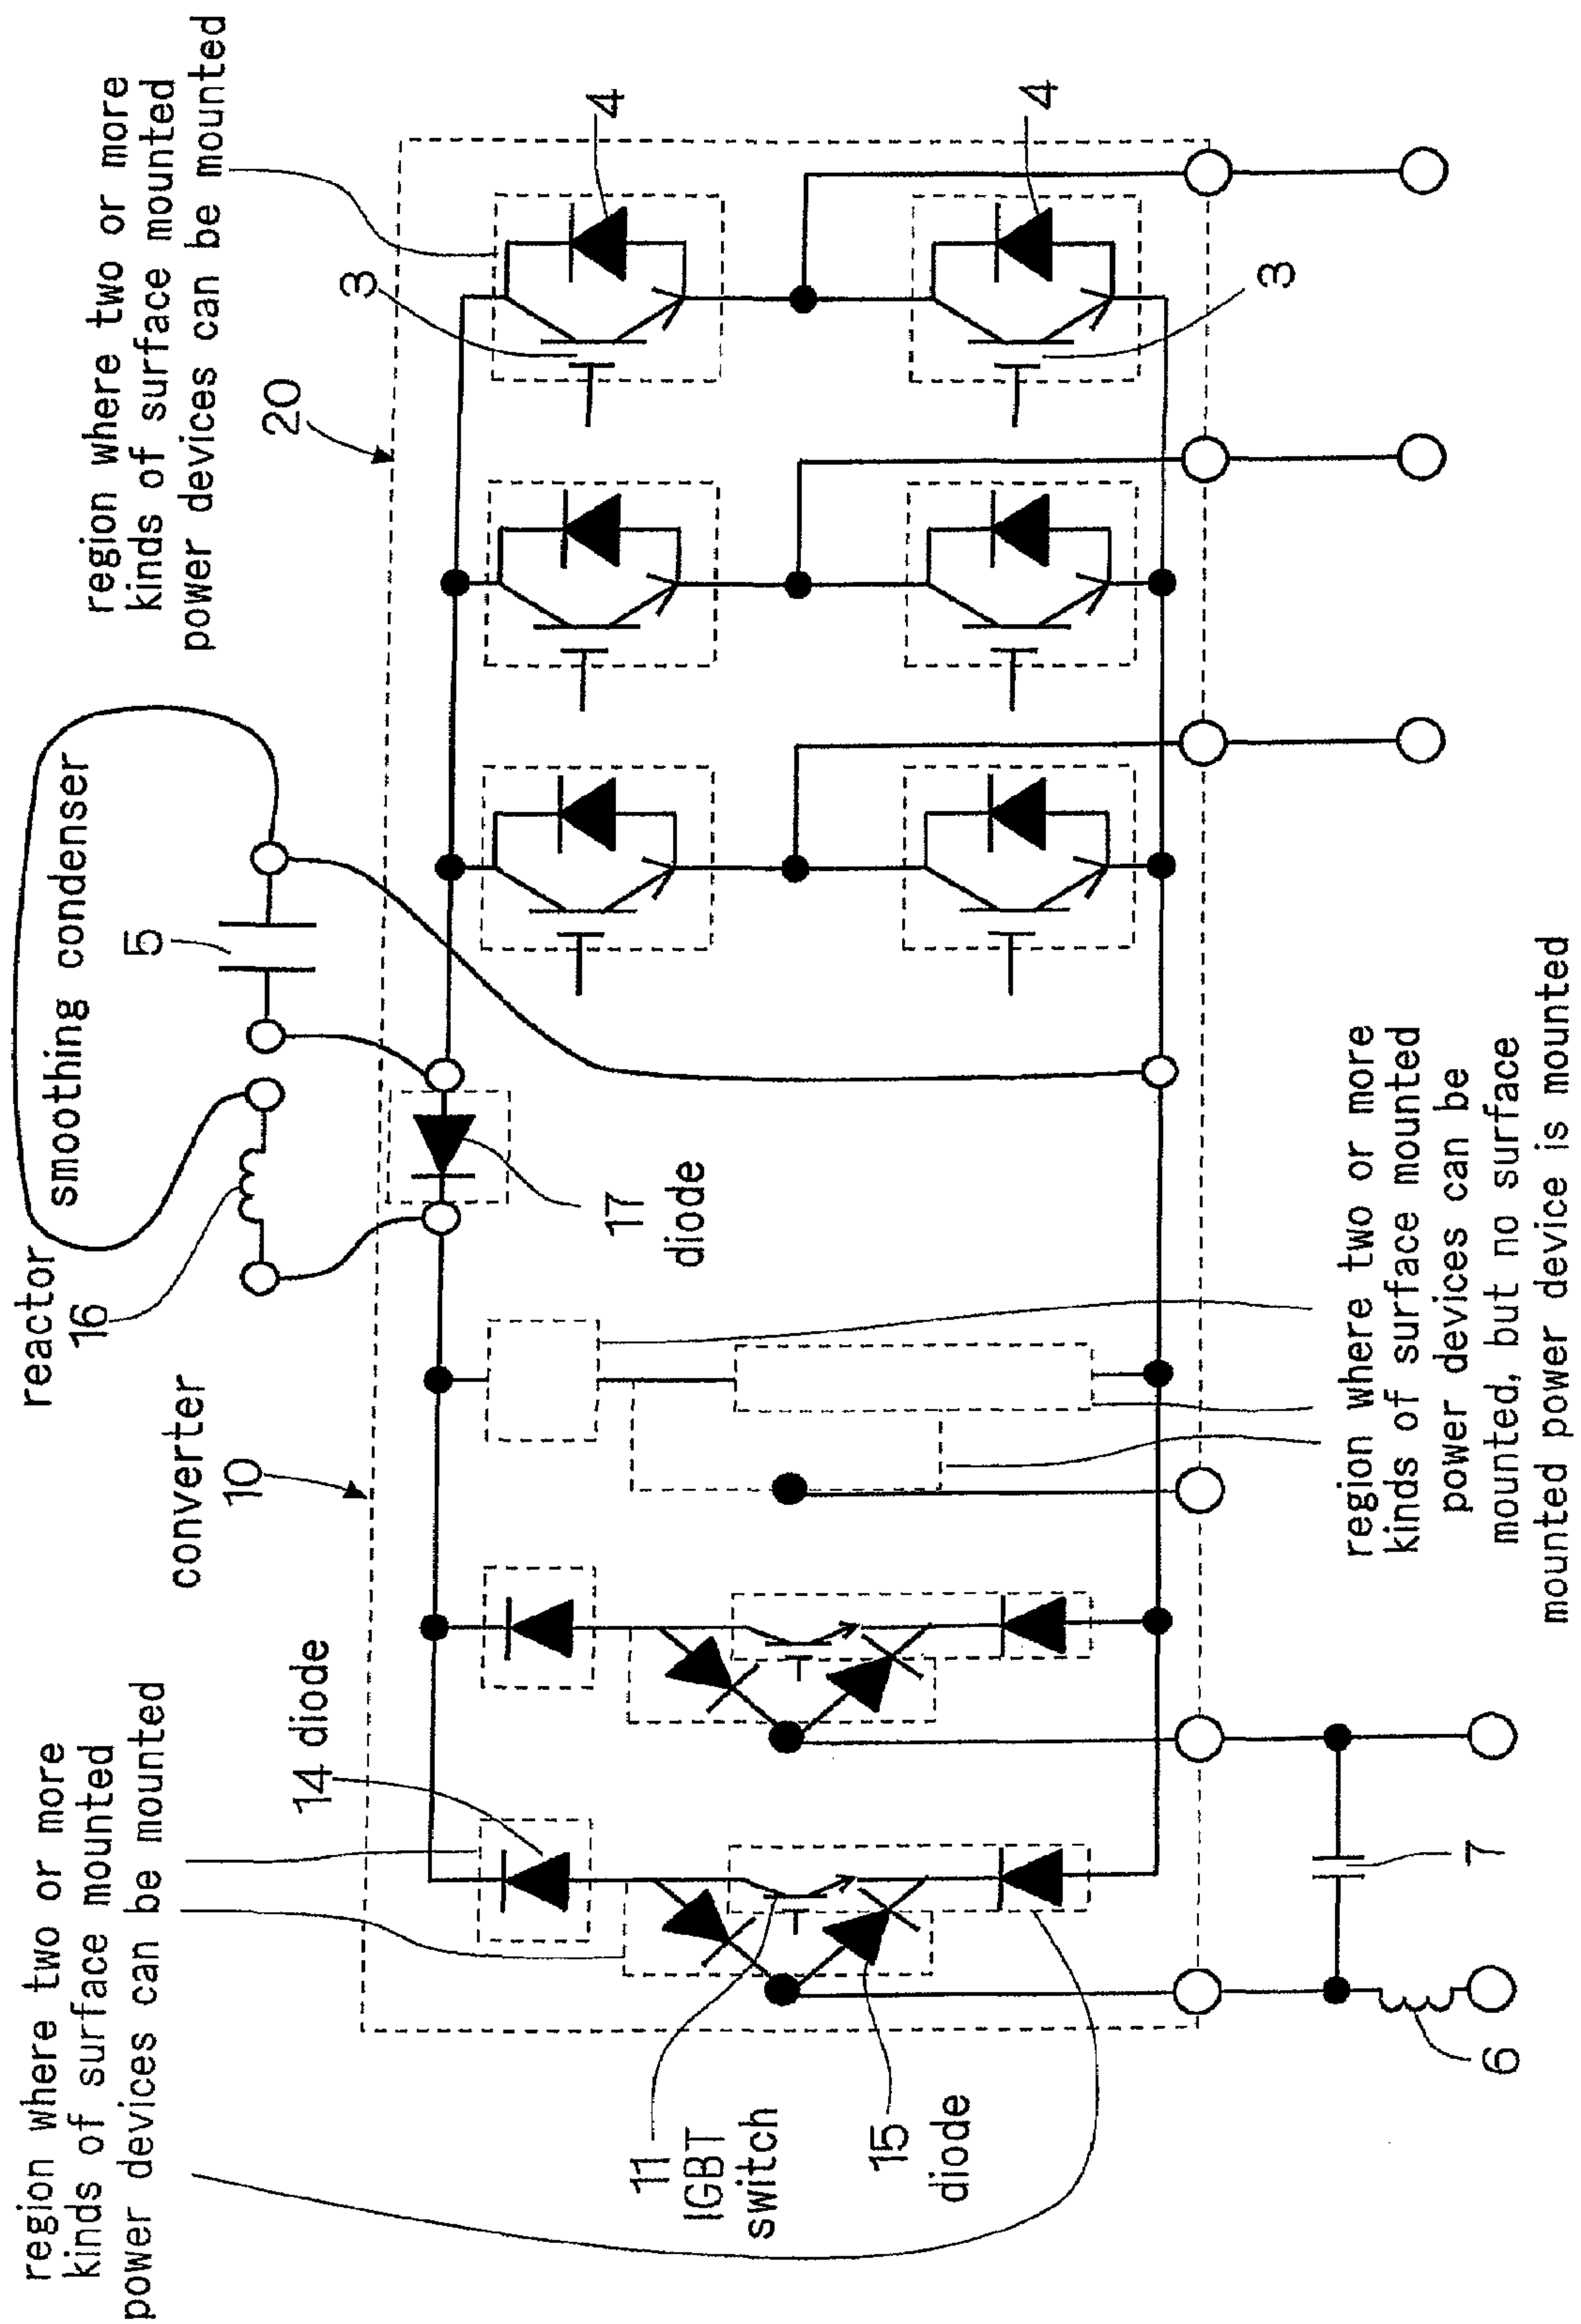 region where two or more
kinds of surface mounted
power devices can be mounted
14 diode
converter
10
reactor
16
smoothing condenser
5
20
region where two or more
kinds of surface mounted
power devices can be mounted
3
4
4
3
17
diode
11
IGBT
switch
15
diode
6
7
region where two or more
kinds of surface mounted
power devices can be
mounted, but no surface
mounted power device is mounted